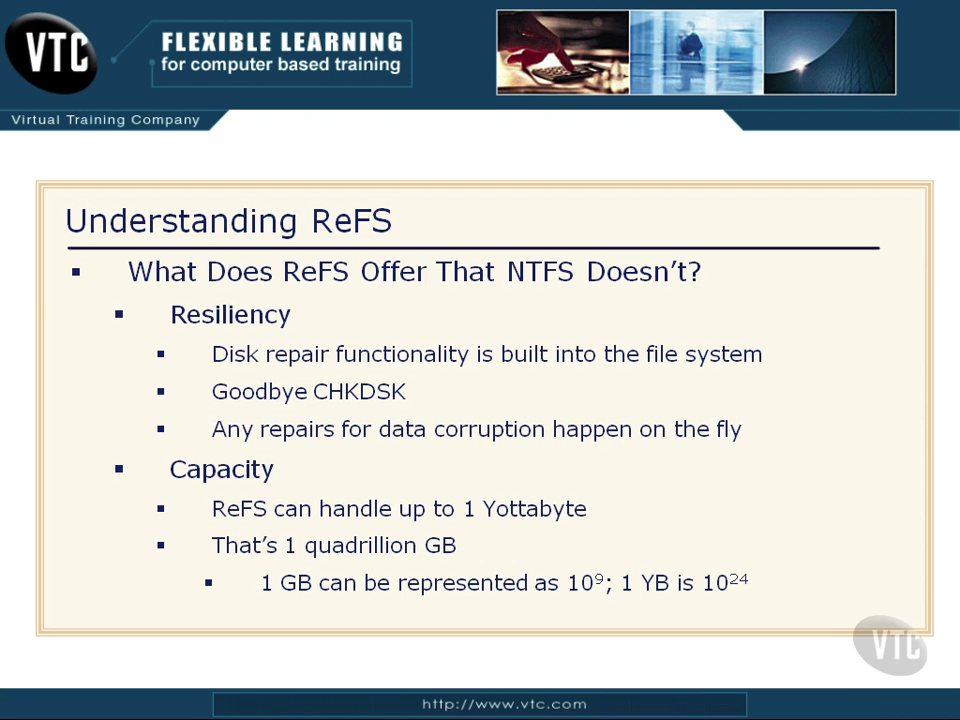 VTC
FLEXIBLE LEARNING
for computer based training
Virtual Training Company
Understanding ReFS
▪ What Does ReFS Offer That NTFS Doesn’t?
▪ Resiliency
▪ Disk repair functionality is built into the file system
▪ Goodbye CHKDSK
▪ Any repairs for data corruption happen on the fly
▪ Capacity
▪ ReFS can handle up to 1 Yottabyte
▪ That’s 1 quadrillion GB
▪ 1 GB can be represented as 10⁹; 1 YB is 10²⁴
VTC
http://www.vtc.com